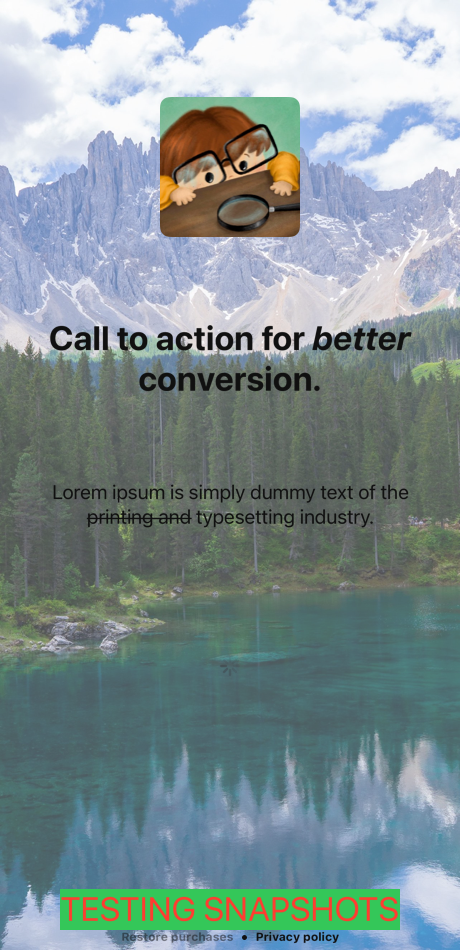 Call to action for better
conversion.
Lorem ipsum is simply dummy text of the
printing and typesetting industry.
TESTING SNAPSHOTS
Restore purchases • Privacy policy